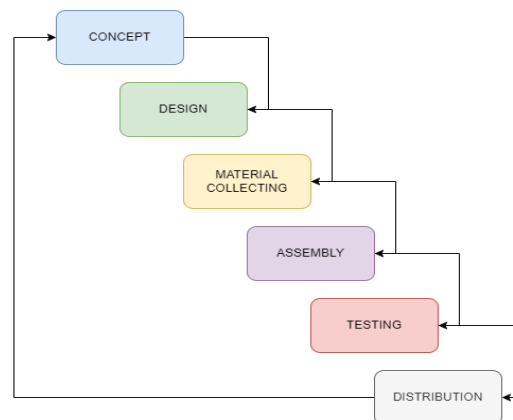 CONCEPT
DESIGN
MATERIAL
COLLECTING
ASSEMBLY
TESTING
DISTRIBUTION